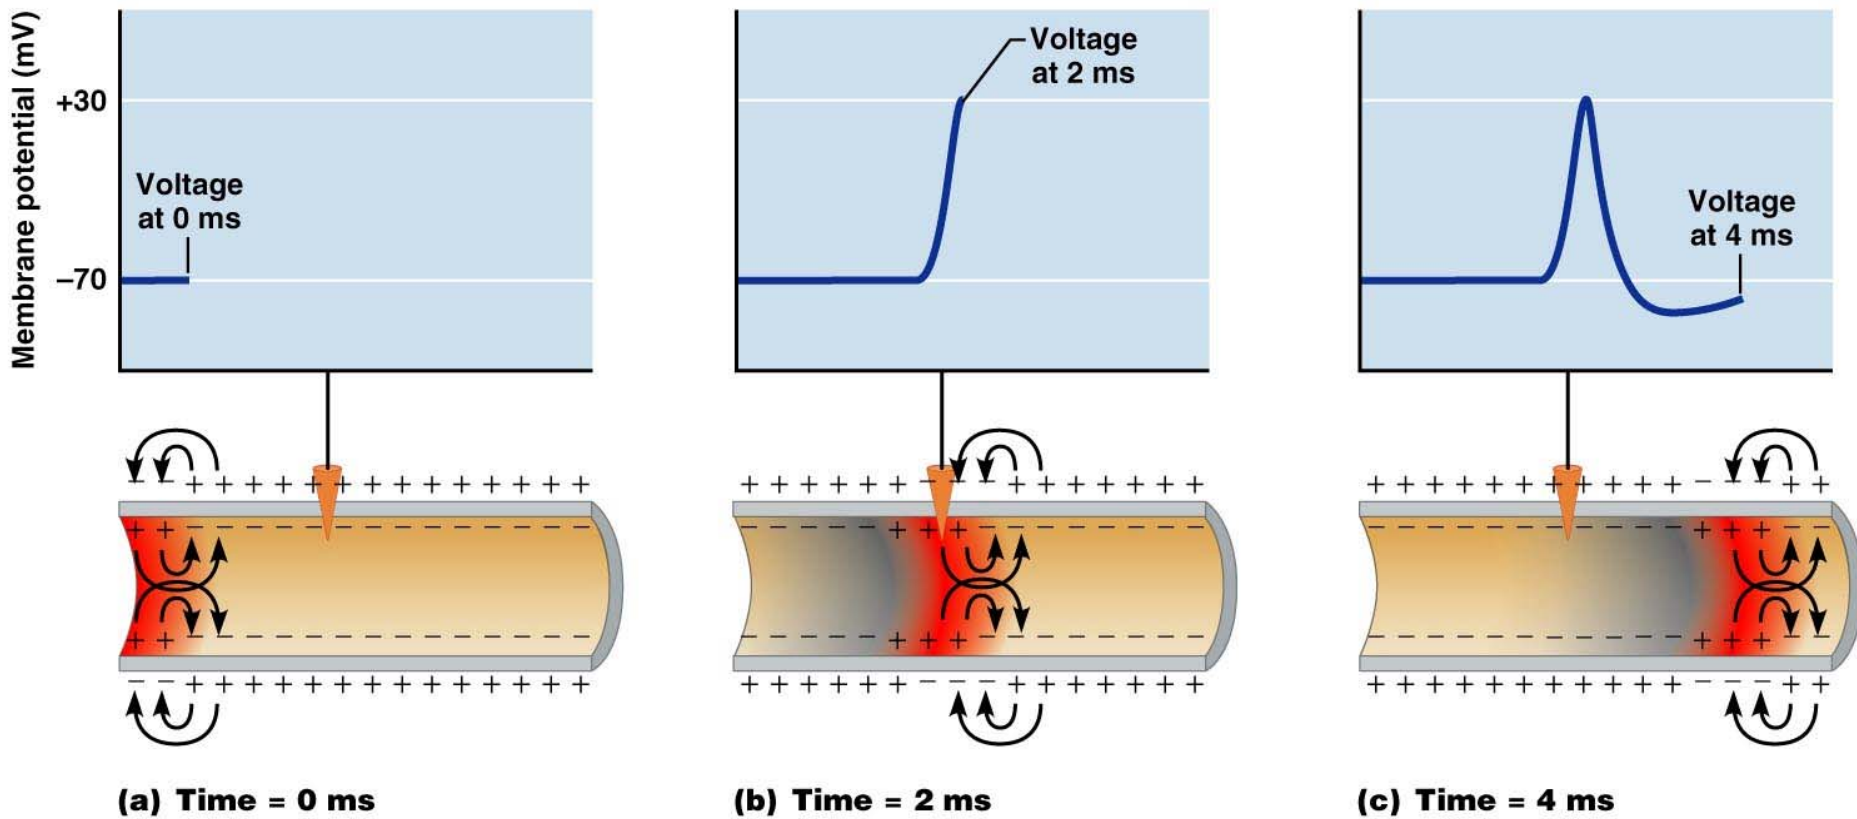 Membrane potential (mV)
+30
−70
Voltage
at 0 ms
Voltage
at 2 ms
Voltage
at 4 ms
(a) Time = 0 ms
(b) Time = 2 ms
(c) Time = 4 ms